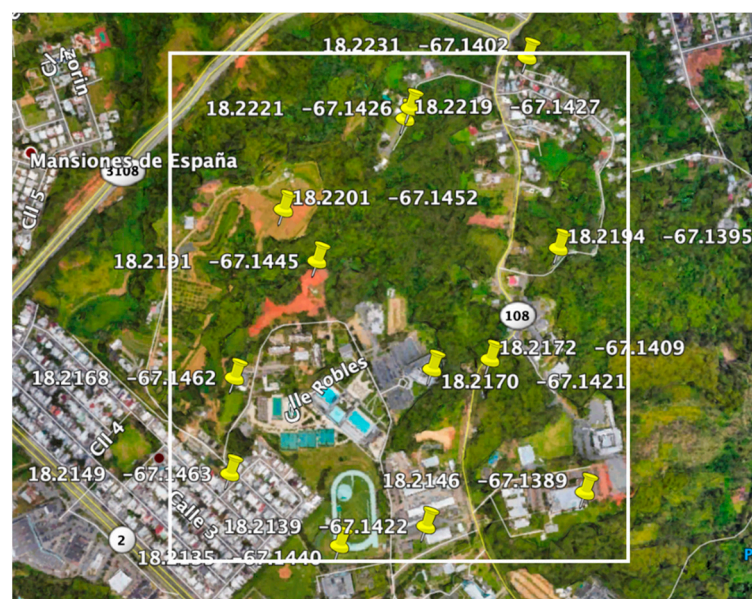 18.2231 -67.1402
C/ Azorin
18.2221 -67.1426
18.2219 -67.1427
Mansiones de España
3108
Cll 5
18.2201 -67.1452
18.2194 -67.1395
18.2191 -67.1445
108
18.2172 -67.1409
18.2168 -67.1462
Calle Robles
18.2170 -67.1421
Cll 4
18.2149 -67.1463
18.2146 -67.1389
Calle 3
18.2139 -67.1422
2
18.2135 -67.1440
P